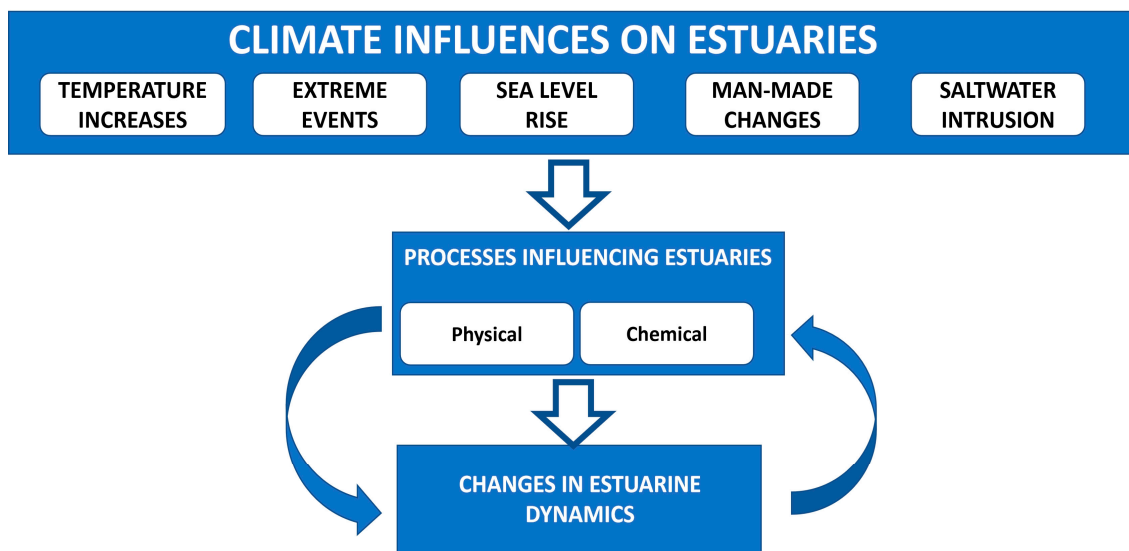 CLIMATE INFLUENCES ON ESTUARIES
TEMPERATURE
INCREASES
EXTREME
EVENTS
SEA LEVEL
RISE
MAN-MADE
CHANGES
SALTWATER
INTRUSION
PROCESSES INFLUENCING ESTUARIES
Physical
Chemical
CHANGES IN ESTUARINE
DYNAMICS